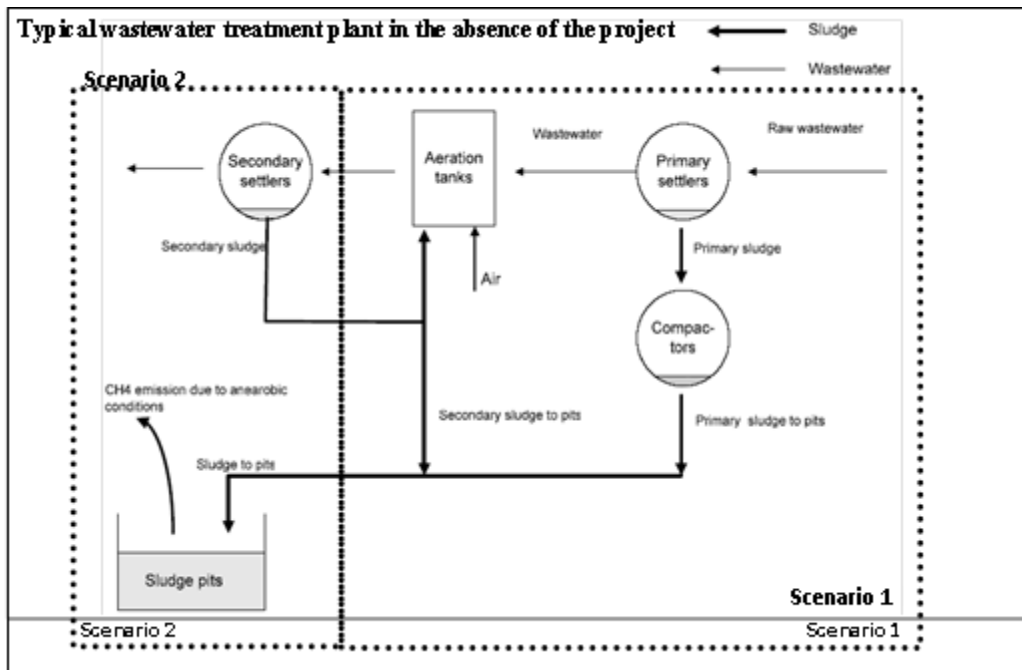 Typical wastewater treatment plant in the absence of the project
Sludge
Wastewater
Scenario 2
Raw wastewater
Wastewater
Primary
settlers
Aeration
tanks
Secondary
settlers
Secondary sludge
Primary sludge
Air
Compac-
tors
CH4 emission due to anearobic
conditions
Secondary sludge to pits
Primary sludge to pits
Sludge to pits
Sludge pits
Scenario 1
Scenario 2
Scenario 1